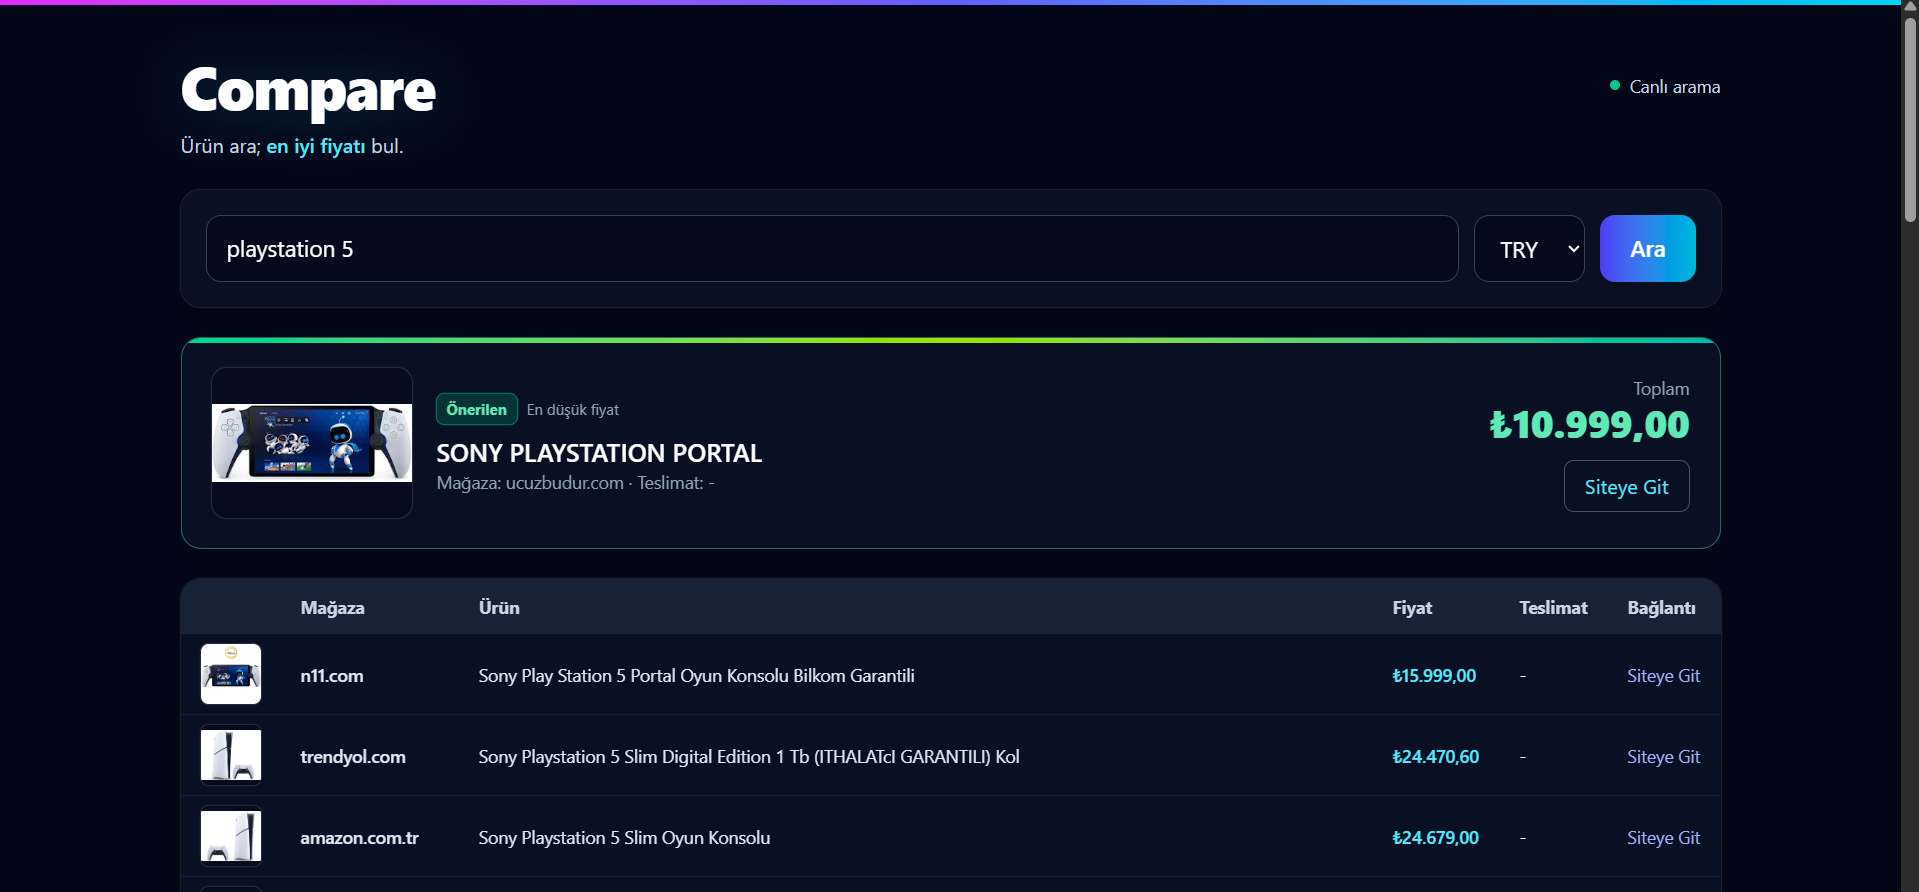 Compare
Canlı arama
Ürün ara; en iyi fiyatı bul.
playstation 5
TRY
Ara
Önerilen
En düşük fiyat
SONY PLAYSTATION PORTAL
Mağaza: ucuzbudur.com · Teslimat: -
Toplam
₺10.999,00
Siteye Git
Mağaza Ürün Fiyat Teslimat Bağlantı
n11.com Sony Play Station 5 Portal Oyun Konsolu Bilkom Garantili ₺15.999,00 - Siteye Git
trendyol.com Sony Playstation 5 Slim Digital Edition 1 Tb (ITHALATcI GARANTILI) Kol ₺24.470,60 - Siteye Git
amazon.com.tr Sony Playstation 5 Slim Oyun Konsolu ₺24.679,00 - Siteye Git